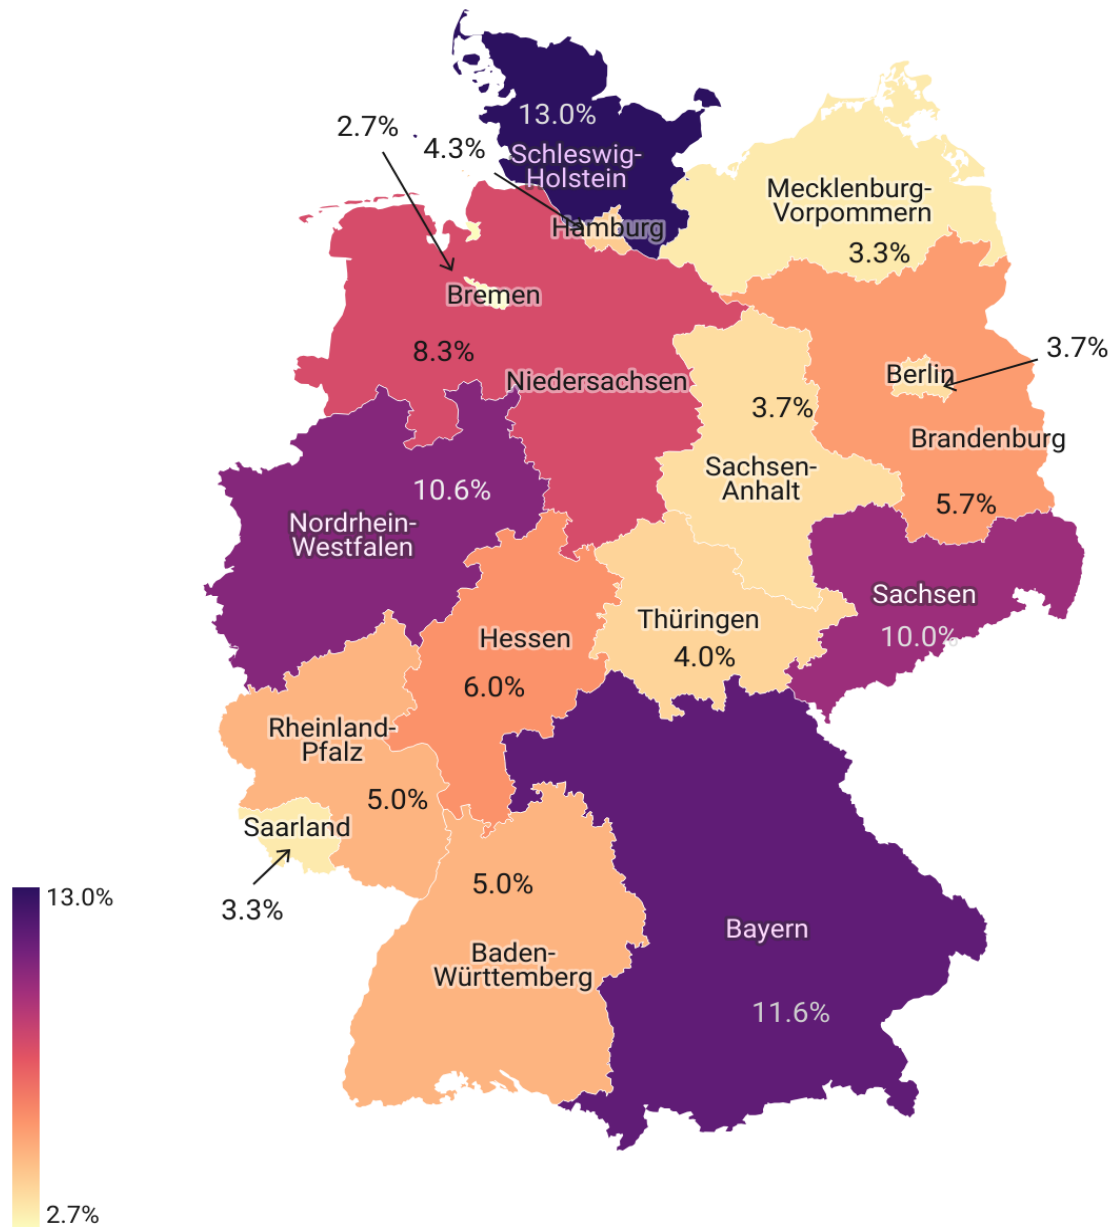 13.0%
2.7%
4.3%
Schleswig-
Holstein
Mecklenburg-
Vorpommern
Hamburg
3.3%
Bremen
3.7%
8.3%
Berlin
Niedersachsen
3.7%
Brandenburg
Sachsen-
Anhalt
10.6%
5.7%
Nordrhein-
Westfalen
Sachsen
Thüringen
10.0%
Hessen
4.0%
6.0%
Rheinland-
Pfalz
5.0%
Saarland
5.0%
13.0%
3.3%
Bayern
Baden-
Württemberg
11.6%
2.7%